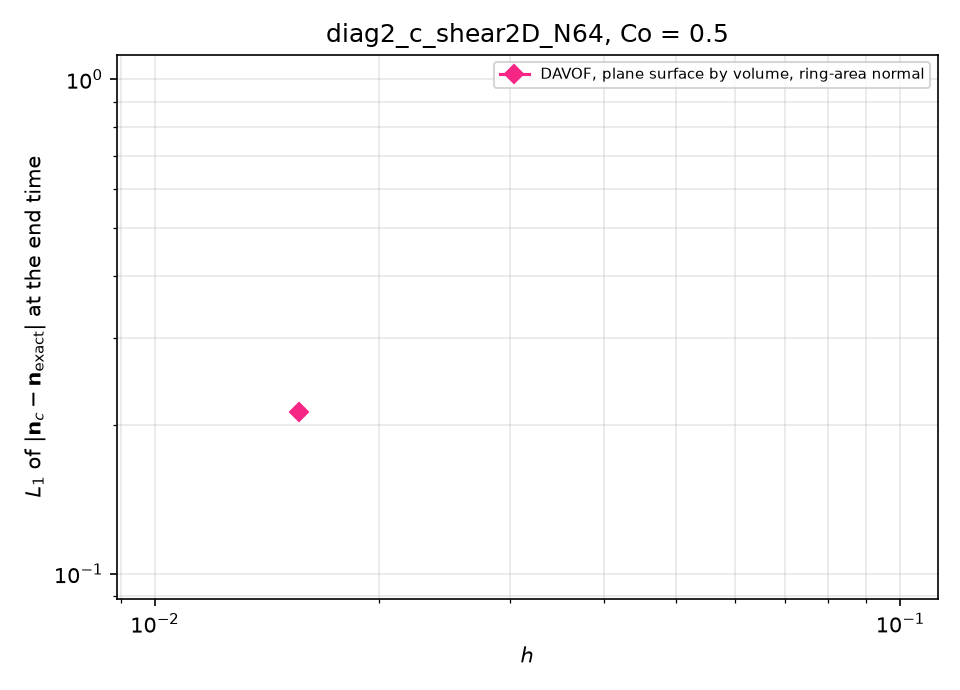 diag2_c_shear2D_N64, Co = 0.5
DAVOF, plane surface by volume, ring-area normal
10⁰
10⁻¹
L₁ of |n_c − n_exact| at the end time
10⁻²
10⁻¹
h